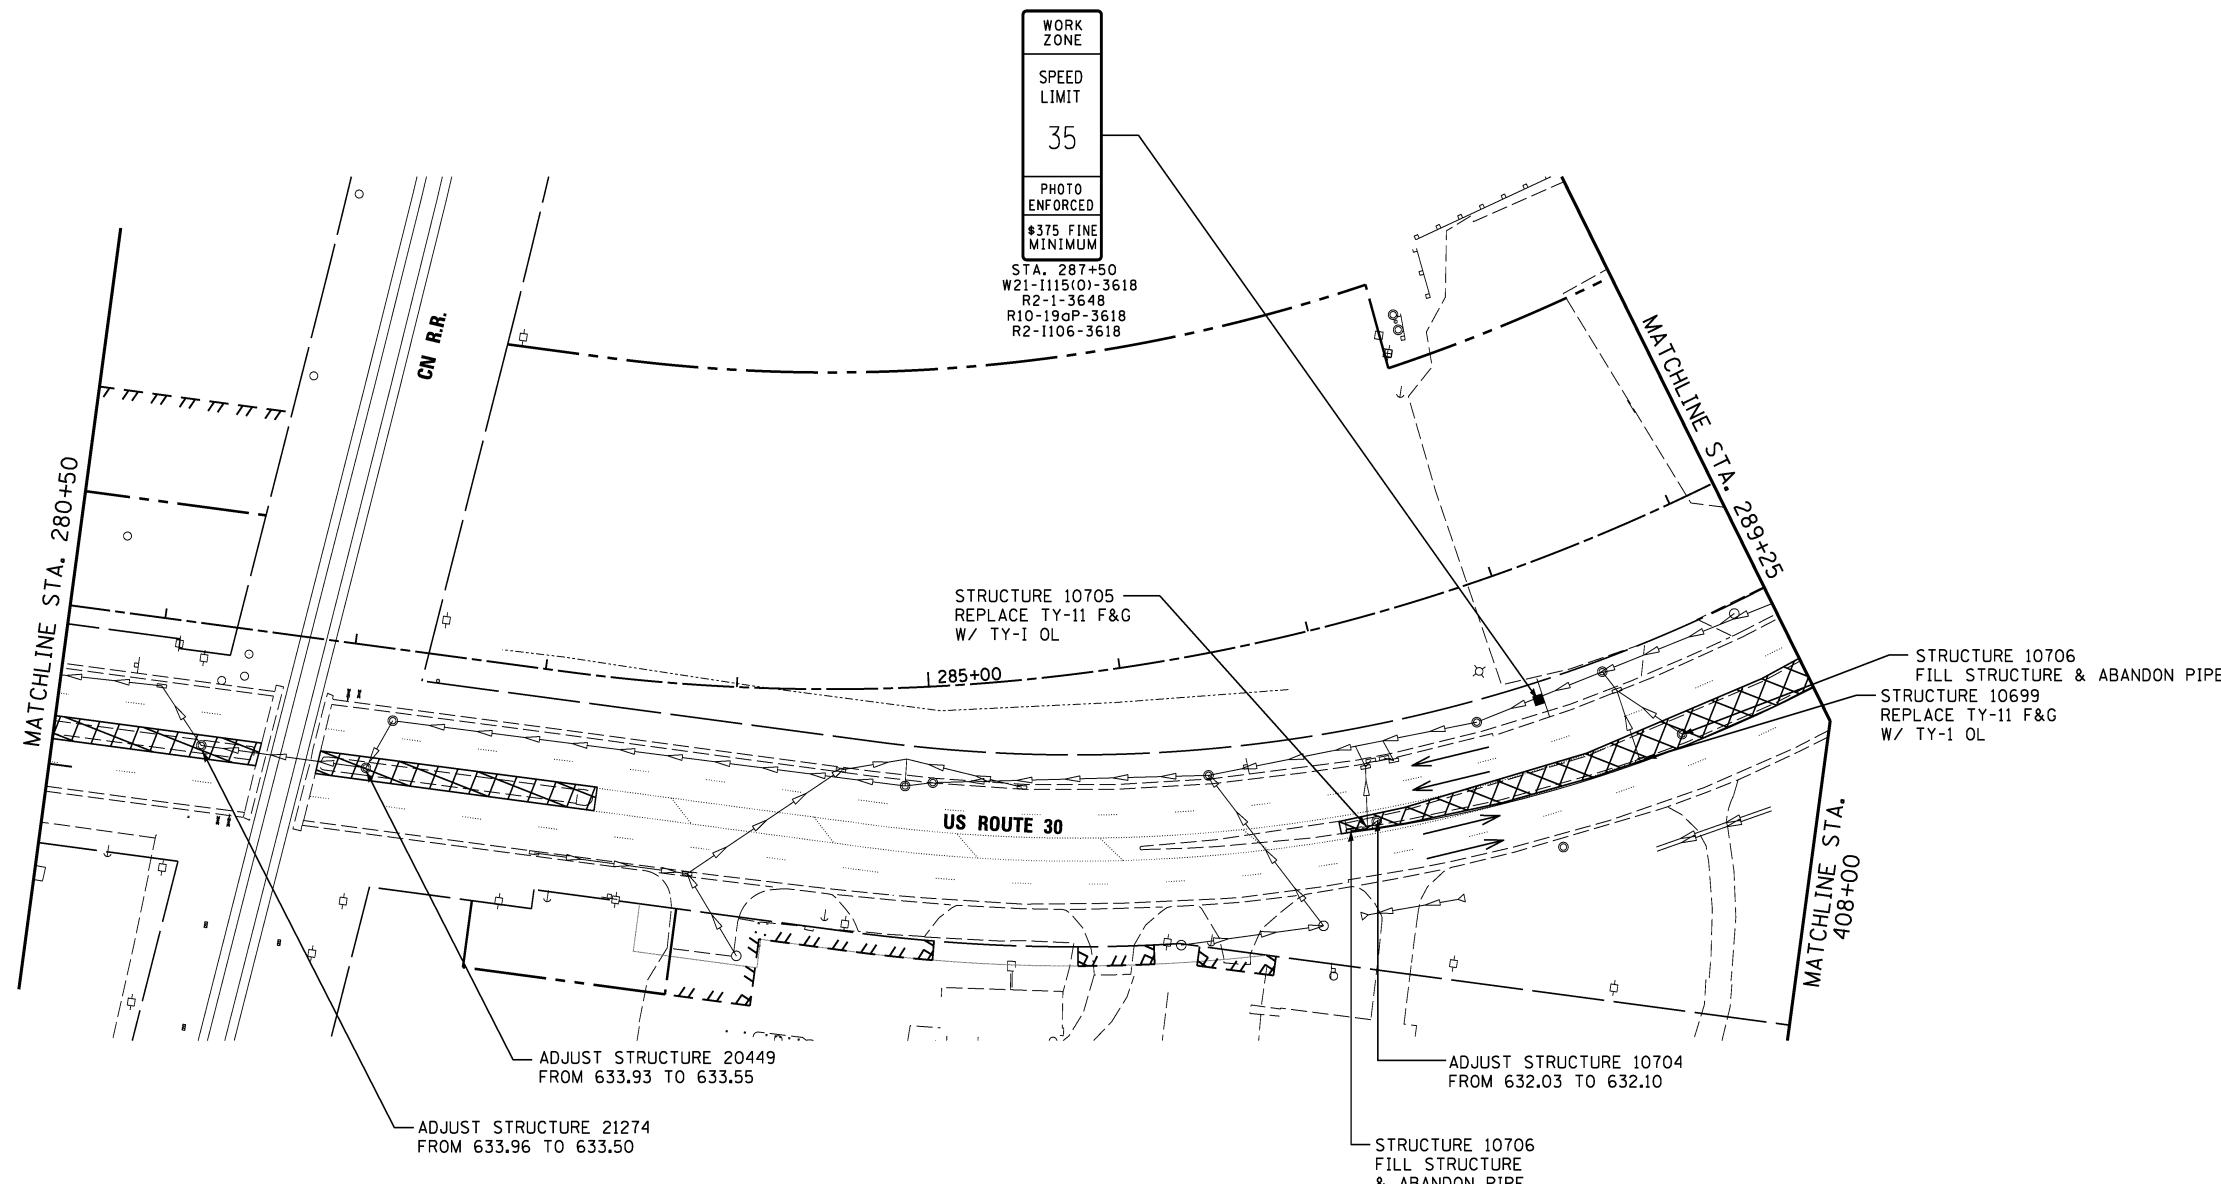 WORK
ZONE
SPEED
LIMIT
35
PHOTO
ENFORCED
$375 FINE
MINIMUM
STA. 287+50
W21-I115(O)-3618
R2-1-3648
R10-19aP-3618
R2-I106-3618
CN R.R.
MATCHLINE STA. 280+50
MATCHLINE STA. 289+25
STRUCTURE 10705
REPLACE TY-11 F&G
W/ TY-I OL
285+00
US ROUTE 30
STRUCTURE 10706
FILL STRUCTURE & ABANDON PIPE
STRUCTURE 10699
REPLACE TY-11 F&G
W/ TY-1 OL
MATCHLINE STA.
408+00
ADJUST STRUCTURE 20449
FROM 633.93 TO 633.55
ADJUST STRUCTURE 10704
FROM 632.03 TO 632.10
ADJUST STRUCTURE 21274
FROM 633.96 TO 633.50
STRUCTURE 10706
FILL STRUCTURE
& ABANDON PIPE